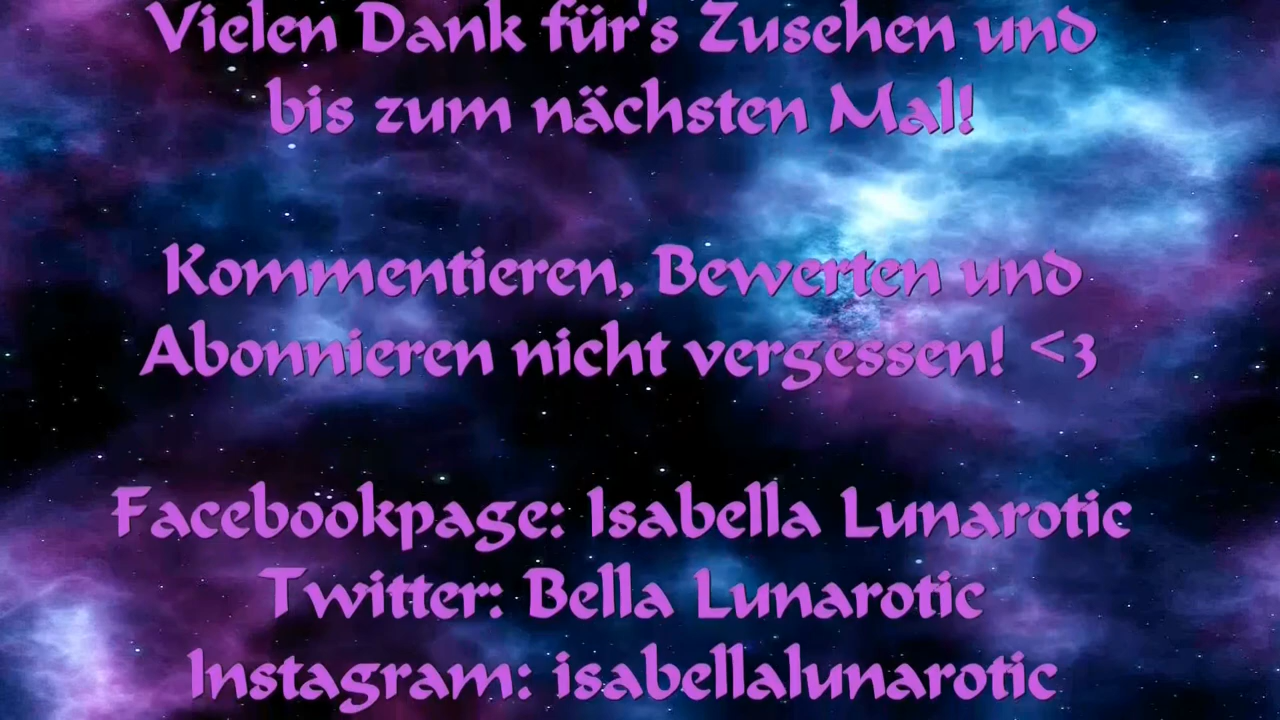 Vielen Dank für's Zusehen und
bis zum nächsten Mal!
Kommentieren, Bewerten und
Abonnieren nicht vergessen! <3
Facebookpage: Isabella Lunarotic
Twitter: Bella Lunarotic
Instagram: isabellalunarotic